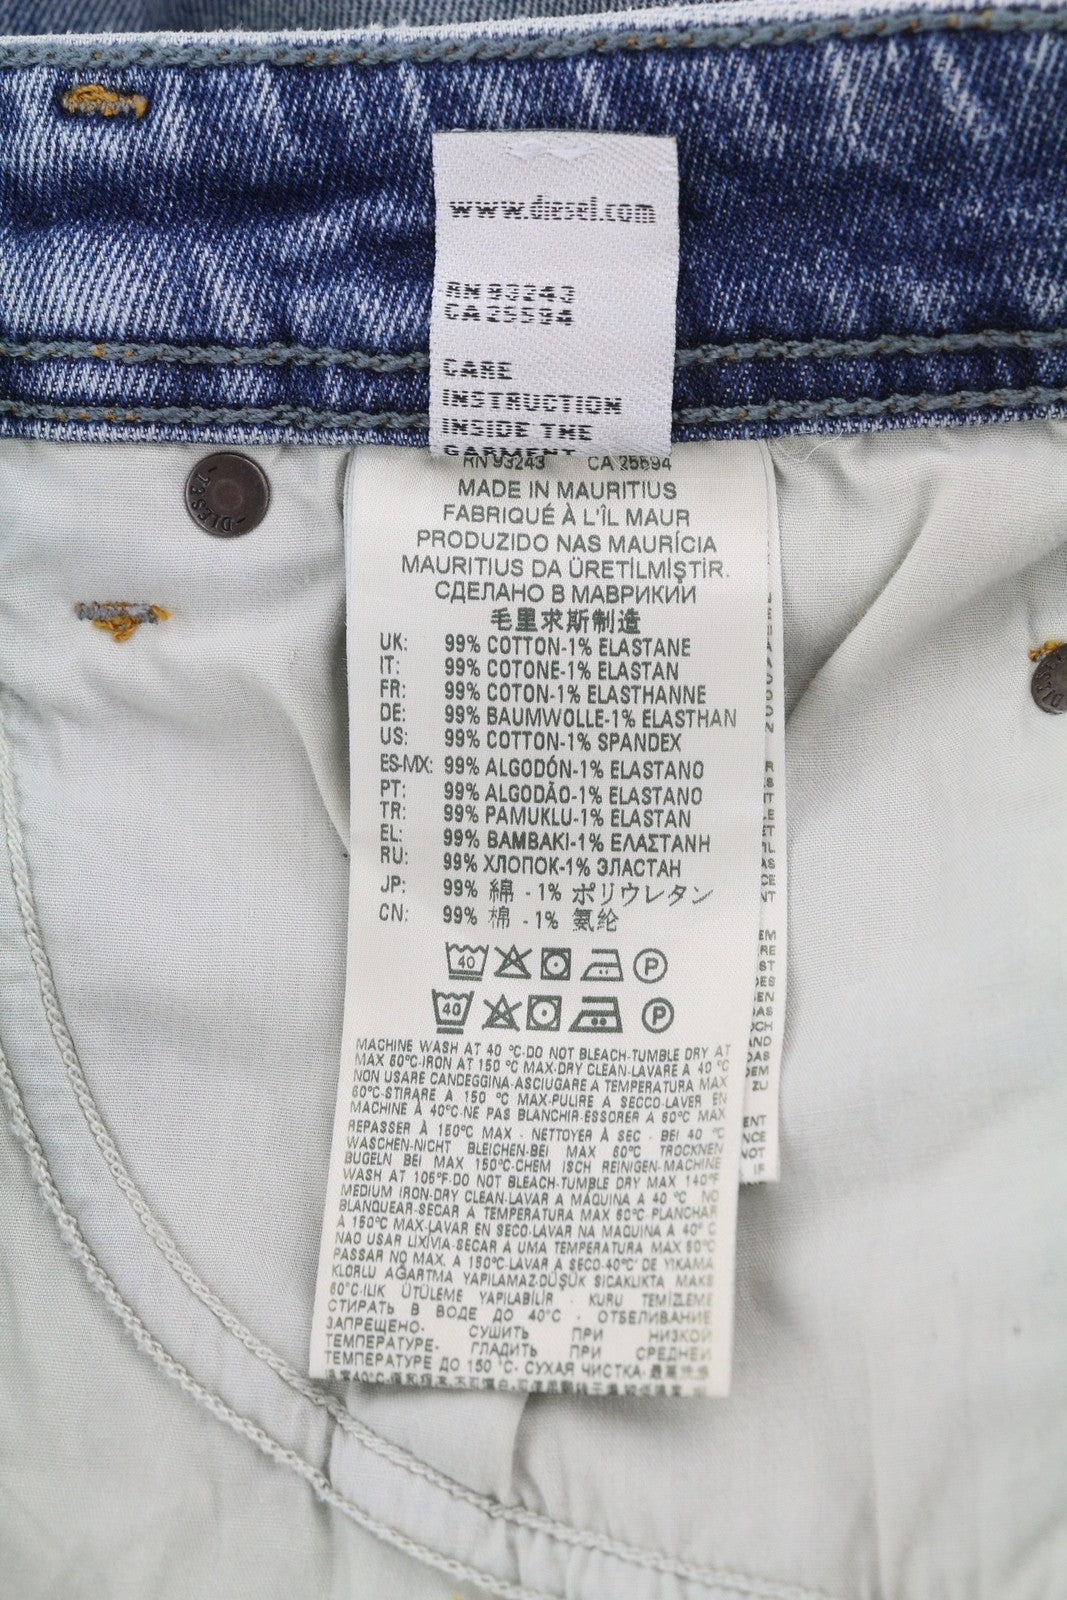 www.diesel.com
RN 93243
CA 25594
CARE
INSTRUCTION
INSIDE THE
GARMENT
RN 93243 CA 25594
MADE IN MAURITIUS
FABRIQUÉ À L'ÎL MAUR
PRODUZIDO NAS MAURÍCIA
MAURITIUS DA ÜRETİLMİŞTİR.
СДЕЛАНО В МАВРИКИИ
毛里求斯制造
UK: 99% COTTON-1% ELASTANE
IT: 99% COTONE-1% ELASTAN
FR: 99% COTON-1% ELASTHANNE
DE: 99% BAUMWOLLE-1% ELASTHAN
US: 99% COTTON-1% SPANDEX
ES-MX: 99% ALGODÓN-1% ELASTANO
PT: 99% ALGODÃO-1% ELASTANO
TR: 99% PAMUKLU-1% ELASTAN
EL: 99% ΒΑΜΒΑΚΙ-1% ΕΛΑΣΤΑΝΗ
RU: 99% ХЛОПОК-1% ЭЛАСТАН
JP: 99% 綿 - 1% ポリウレタン
CN: 99% 棉 - 1% 氨纶
40 P
40 P
MACHINE WASH AT 40 °C-DO NOT BLEACH-TUMBLE DRY AT
MAX 60°C-IRON AT 150 °C MAX-DRY CLEAN-LAVARE A 40 °C
NON USARE CANDEGGINA-ASCIUGARE A TEMPERATURA MAX
60°C-STIRARE A 150 °C MAX-PULIRE A SECCO-LAVER EN
MACHINE À 40°C-NE PAS BLANCHIR-ESSORER A 60°C MAX
REPASSER À 150°C MAX - NETTOYER À SEC - BEI 40 °C
WASCHEN-NICHT BLEICHEN-BEI MAX 60°C TROCKNEN
BUGELN BEI MAX 150°C-CHEM ISCH REINIGEN-MACHINE
WASH AT 105°F-DO NOT BLEACH-TUMBLE DRY MAX 140°F
MEDIUM IRON-DRY CLEAN-LAVAR A MÁQUINA A 40 °C NO
BLANQUEAR-SECAR A TEMPERATURA MAX 60°C PLANCHAR
A 150°C MAX-LAVAR EN SECO-LAVAR NA MAQUINA A 40° C
NAO USAR LIXÍVIA-SECAR A UMA TEMPERATURA MAX 60°C
PASSAR NO MAX. A 150°C-LAVAR A SECO-40°C' DE YIKAMA
KLORLU AĞARTMA YAPILAMAZ-DÜŞÜK SICAKLIKTA MAKS
60°C-ILIK ÜTÜLEME YAPILABİLİR KURU TEMİZLEME
СТИРАТЬ В ВОДЕ ДО 40°C - ОТБЕЛИВАНИЕ
ЗАПРЕЩЕНО- СУШИТЬ ПРИ НИЗКОЙ
ТЕМПЕРАТУРЕ- ГЛАДИТЬ ПРИ СРЕДНЕЙ
ТЕМПЕРАТУРЕ ДО 150 °C- СУХАЯ ЧИСТКА